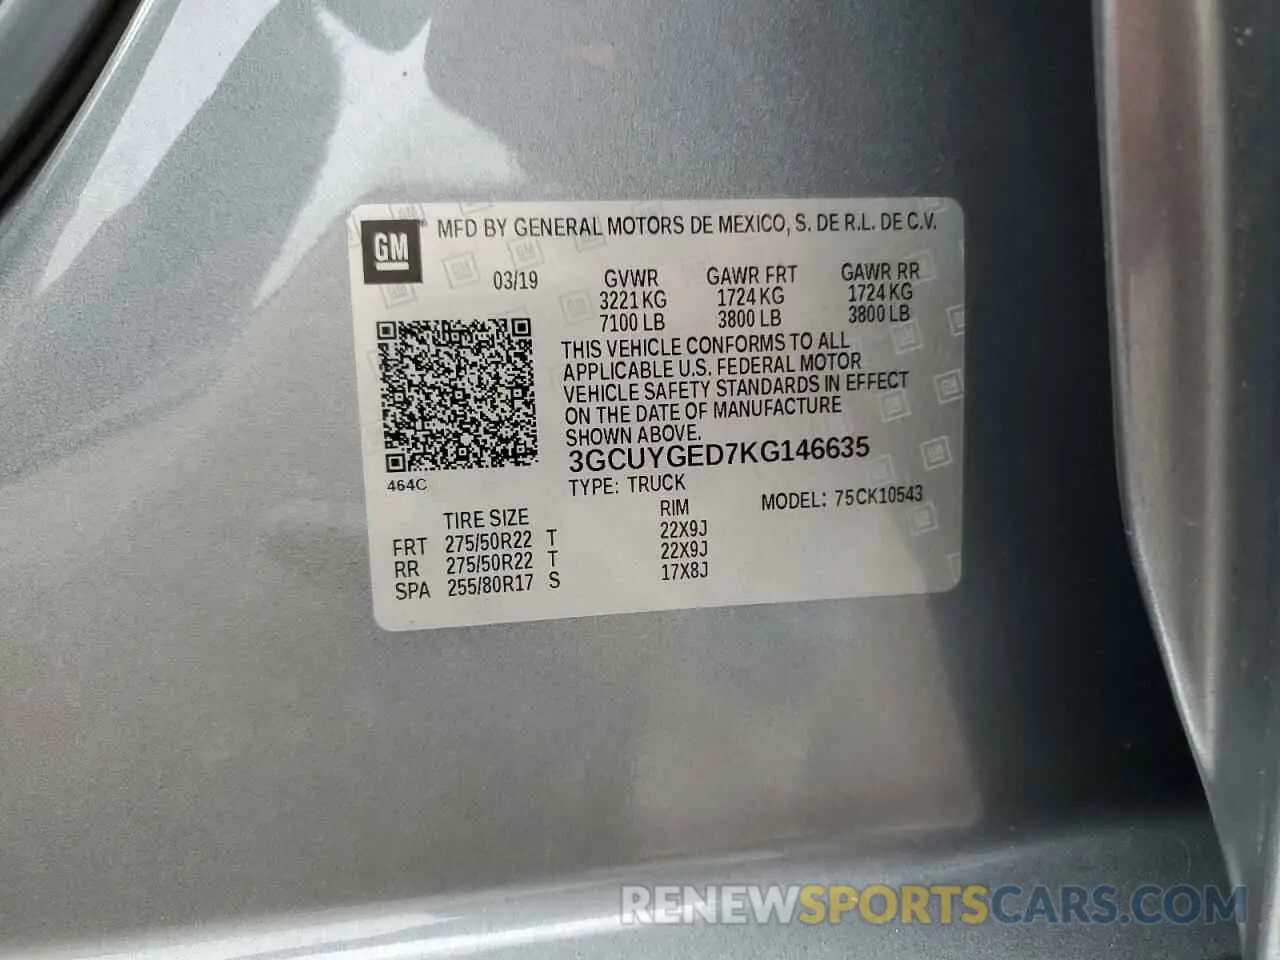 GM
MFD BY GENERAL MOTORS DE MEXICO, S. DE R.L. DE C.V.
03/19 GVWR GAWR FRT GAWR RR
3221 KG 1724 KG 1724 KG
7100 LB 3800 LB 3800 LB
THIS VEHICLE CONFORMS TO ALL
APPLICABLE U.S. FEDERAL MOTOR
VEHICLE SAFETY STANDARDS IN EFFECT
ON THE DATE OF MANUFACTURE
SHOWN ABOVE.
464C
3GCUYGED7KG146635
TYPE: TRUCK
MODEL: 75CK10543
TIRE SIZE RIM
FRT 275/50R22 T 22X9J
RR 275/50R22 T 22X9J
SPA 255/80R17 S 17X8J
RENEWSPORTSCARS.COM